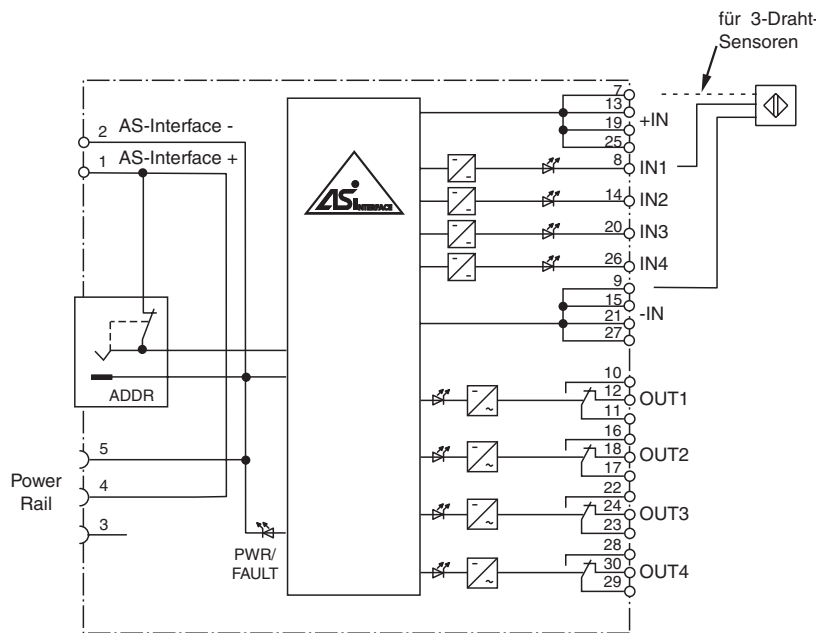 für 3-Draht-
Sensoren
7
13
+IN
19
25
2 AS-Interface -
1 AS-Interface +
8 IN1
ASi INTERFACE
14 IN2
20 IN3
26 IN4
9
15
-IN
21
27
ADDR
10
12 OUT1
11
16
18 OUT2
17
5
Power
Rail
4
3
22
24 OUT3
23
PWR/
FAULT
28
30 OUT4
29